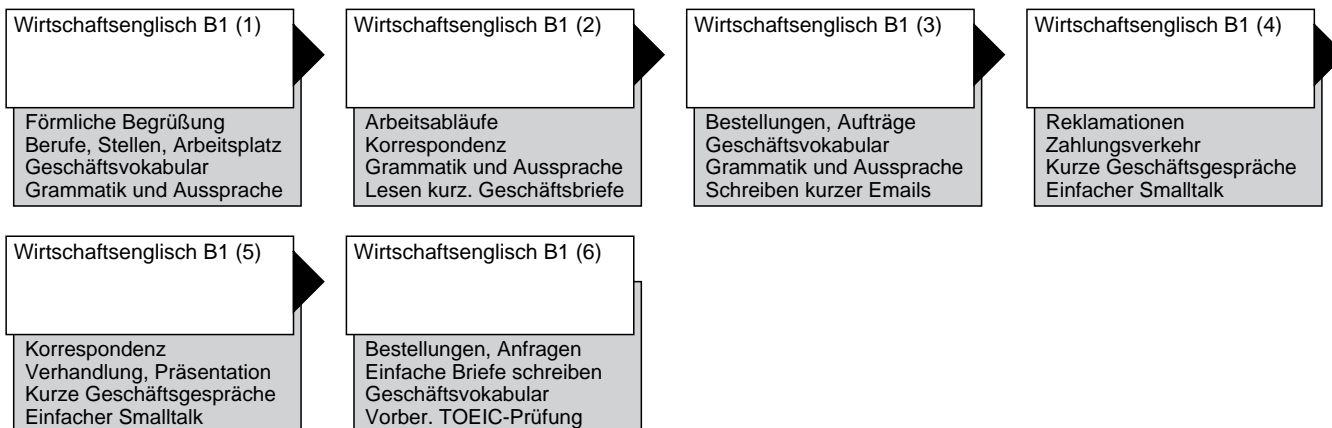 Wirtschaftsenglisch B1 (1)
Förmliche Begrüßung
Berufe, Stellen, Arbeitsplatz
Geschäftsvokabular
Grammatik und Aussprache
Wirtschaftsenglisch B1 (2)
Arbeitsabläufe
Korrespondenz
Grammatik und Aussprache
Lesen kurz. Geschäftsbriefe
Wirtschaftsenglisch B1 (3)
Bestellungen, Aufträge
Geschäftsvokabular
Grammatik und Aussprache
Schreiben kurzer Emails
Wirtschaftsenglisch B1 (4)
Reklamationen
Zahlungsverkehr
Kurze Geschäftsgespräche
Einfacher Smalltalk
Wirtschaftsenglisch B1 (5)
Korrespondenz
Verhandlung, Präsentation
Kurze Geschäftsgespräche
Einfacher Smalltalk
Wirtschaftsenglisch B1 (6)
Bestellungen, Anfragen
Einfache Briefe schreiben
Geschäftsvokabular
Vorber. TOEIC-Prüfung